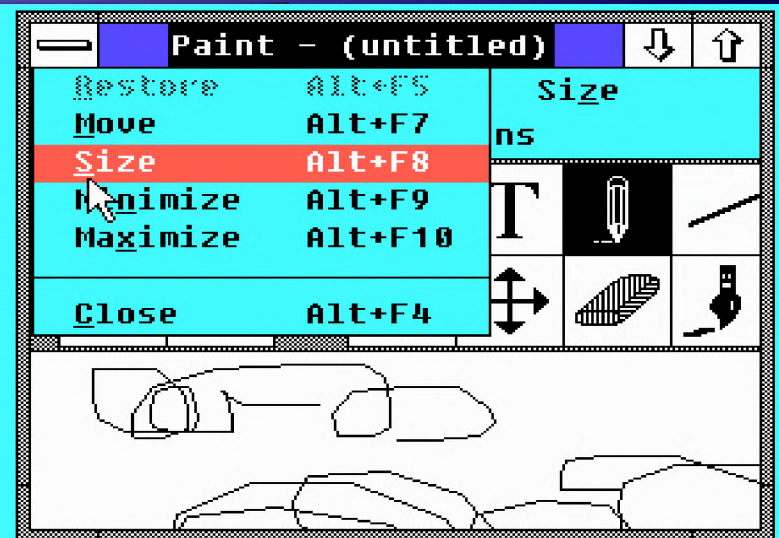 Paint - (untitled)
Restore Alt+F5
Size
Move Alt+F7
ns
Size Alt+F8
Minimize Alt+F9
T
Maximize Alt+F10
Close Alt+F4